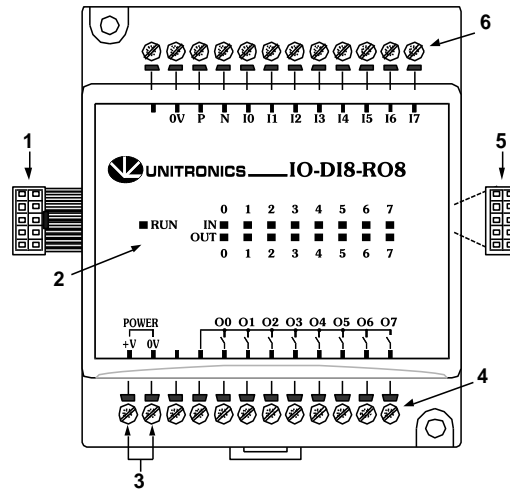 6
0V P N I0 I1 I2 I3 I4 I5 I6 I7
1
5
UNITRONICS IO-DI8-RO8
0 1 2 3 4 5 6 7
RUN IN
OUT
0 1 2 3 4 5 6 7
2
POWER O0 O1 O2 O3 O4 O5 O6 O7
+V 0V
4
3